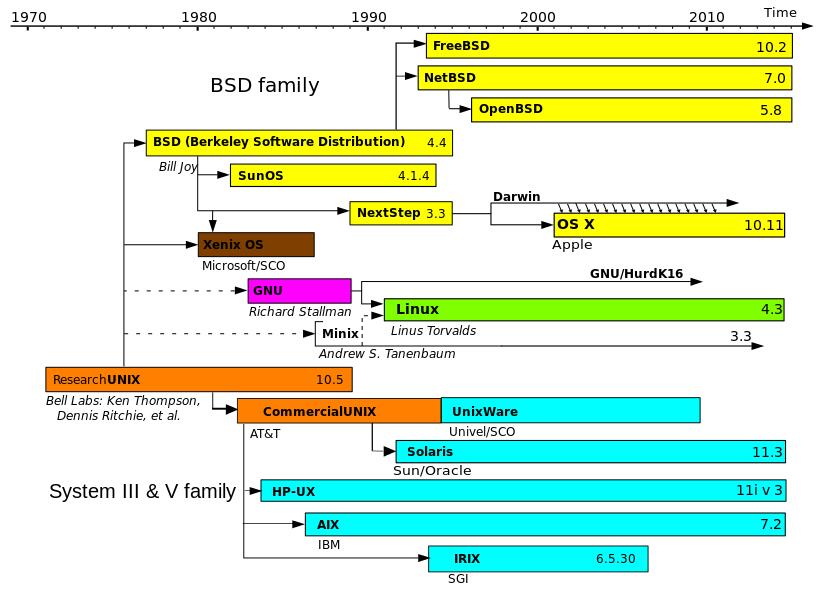 1970 1980 1990 2000 2010 Time
FreeBSD 10.2
BSD family
NetBSD 7.0
OpenBSD 5.8
BSD (Berkeley Software Distribution) 4.4
Bill Joy
SunOS 4.1.4
Darwin
NextStep 3.3
OS X 10.11
Apple
Xenix OS
Microsoft/SCO
GNU/HurdK16
GNU
Richard Stallman
Linux 4.3
Linus Torvalds
Minix 3.3
Andrew S. Tanenbaum
ResearchUNIX 10.5
Bell Labs: Ken Thompson,
Dennis Ritchie, et al.
CommercialUNIX
UnixWare
AT&T
Univel/SCO
Solaris 11.3
Sun/Oracle
System III & V family
HP-UX 11i v 3
AIX 7.2
IBM
IRIX 6.5.30
SGI